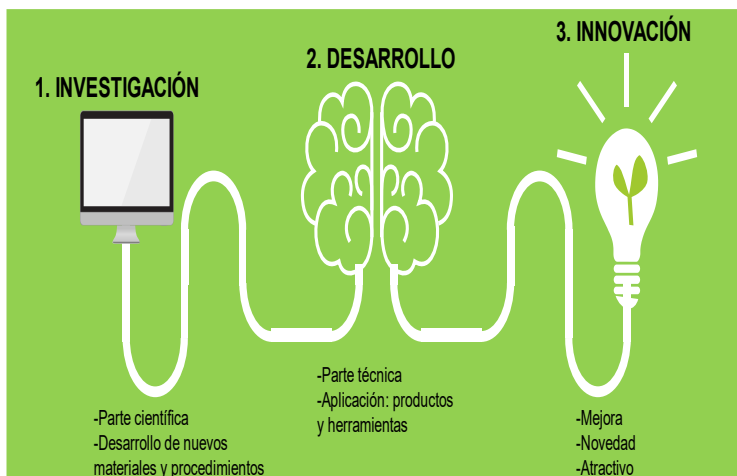 1. INVESTIGACIÓN
-Parte científica
-Desarrollo de nuevos
materiales y procedimientos
2. DESARROLLO
-Parte técnica
-Aplicación: productos
y herramientas
3. INNOVACIÓN
-Mejora
-Novedad
-Atractivo